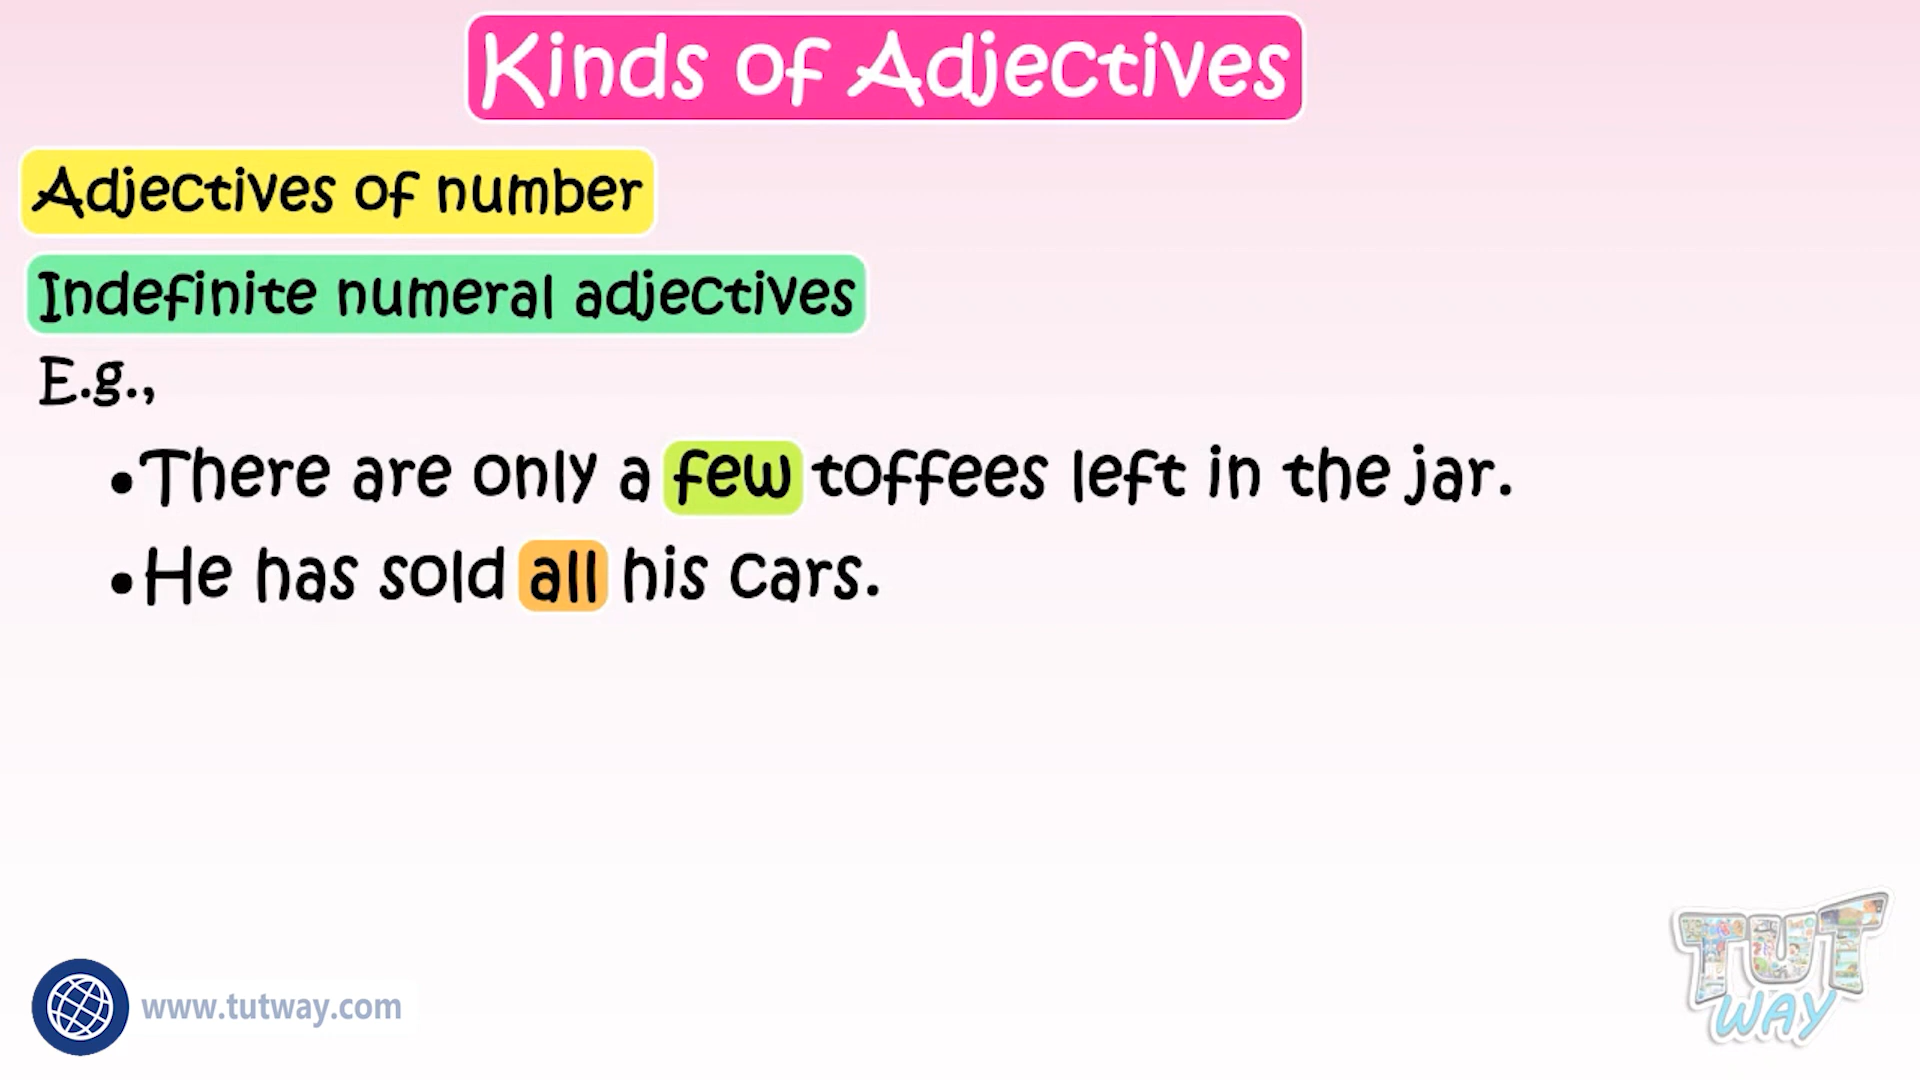 Kinds of Adjectives
Adjectives of number
Indefinite numeral adjectives
E.g.,
•There are only a few toffees left in the jar.
•He has sold all his cars.
www.tutway.com
TUT
WAY